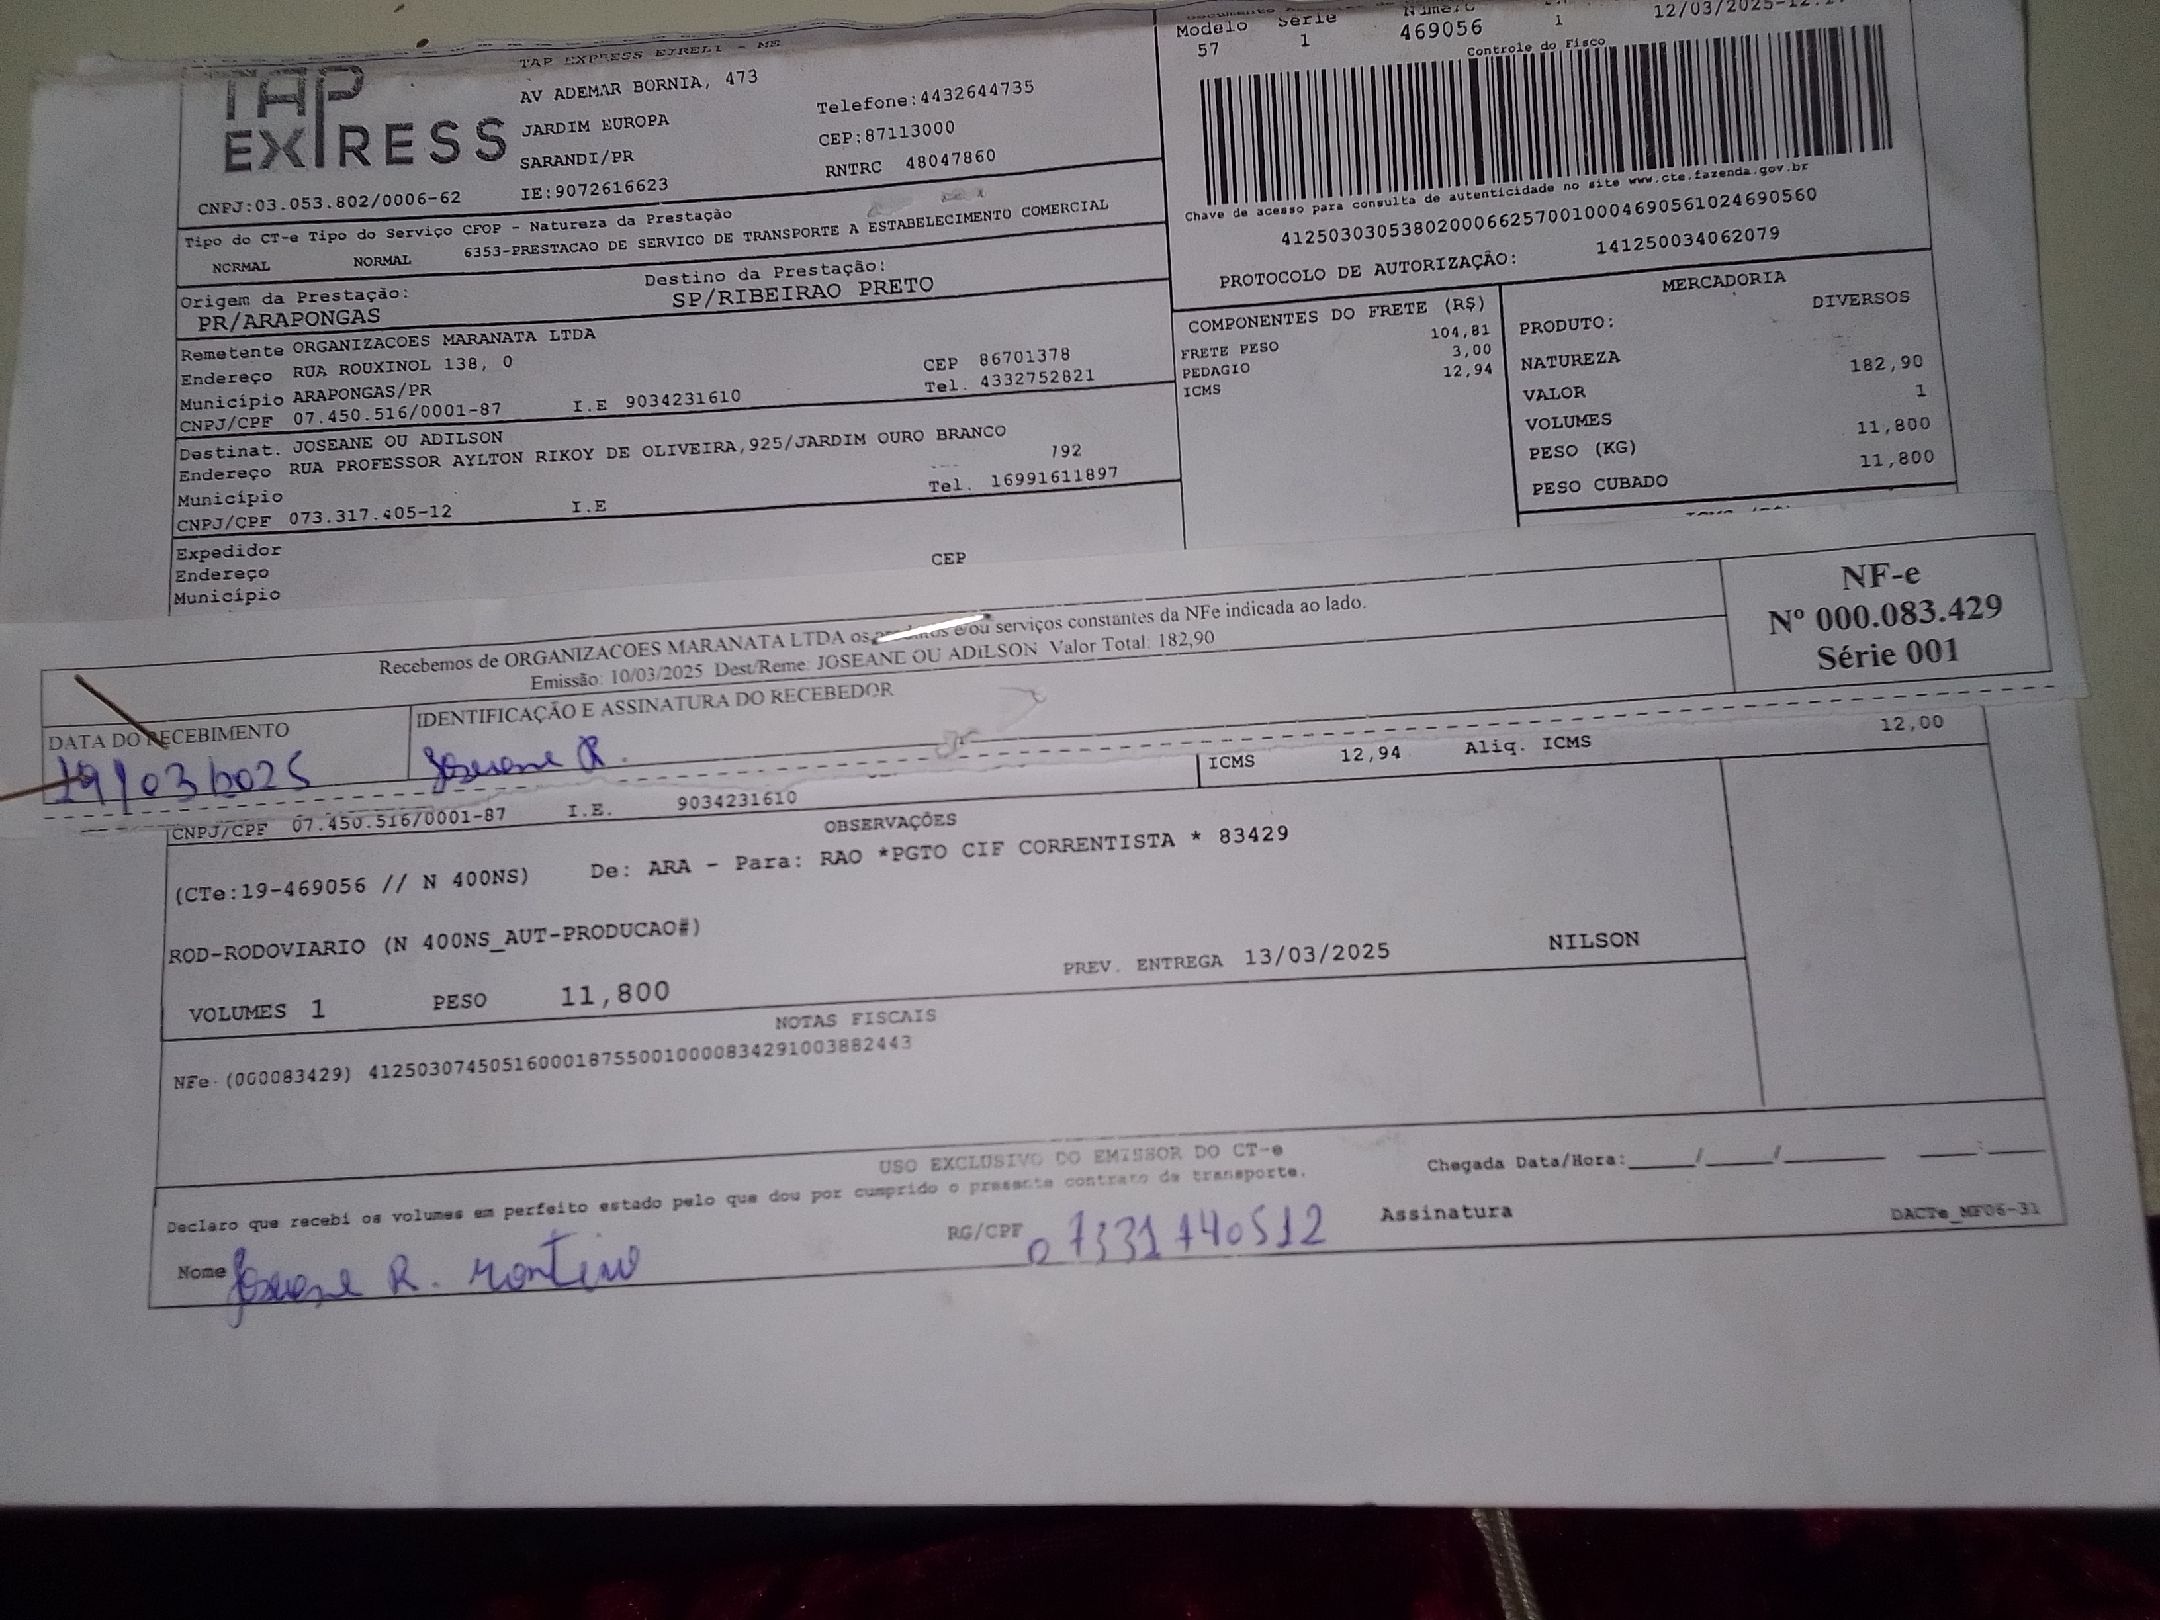 TAP EXPRESS EIRELI - ME
TAP
EXPRESS
AV ADEMAR BORNIA, 473
JARDIM EUROPA
SARANDI/PR
IE:9072616623
Telefone:4432644735
CEP:87113000
RNTRC 48047860
CNPJ:03.053.802/0006-62
Modelo Série Número
57 1 469056 1 12/03/2025
Controle do Fisco
Chave de acesso para consulta de autenticidade no site www.cte.fazenda.gov.br
41250303053802000662570010004690561024690560
PROTOCOLO DE AUTORIZAÇÃO: 141250034062079
Tipo do CT-e Tipo do Serviço CFOP - Natureza da Prestação
NORMAL NORMAL 6353-PRESTACAO DE SERVICO DE TRANSPORTE A ESTABELECIMENTO COMERCIAL
Origem da Prestação: Destino da Prestação:
PR/ARAPONGAS SP/RIBEIRAO PRETO
Remetente ORGANIZACOES MARANATA LTDA
Endereço RUA ROUXINOL 138, 0 CEP 86701378
Município ARAPONGAS/PR Tel. 4332752821
CNPJ/CPF 07.450.516/0001-87 I.E 9034231610
Destinat. JOSEANE OU ADILSON
Endereço RUA PROFESSOR AYLTON RIKOY DE OLIVEIRA,925/JARDIM OURO BRANCO
Município 792
CNPJ/CPF 073.317.405-12 I.E Tel. 16991611897
Expedidor
Endereço CEP
Município
COMPONENTES DO FRETE (R$)
FRETE PESO 104,81
PEDAGIO 3,00
ICMS 12,94
MERCADORIA
PRODUTO: DIVERSOS
NATUREZA
VALOR 182,90
VOLUMES 1
PESO (KG) 11,800
PESO CUBADO 11,800
Recebemos de ORGANIZACOES MARANATA LTDA os produtos e/ou serviços constantes da NFe indicada ao lado.
Emissão: 10/03/2025 Dest/Reme: JOSEANE OU ADILSON Valor Total: 182,90
NF-e
Nº 000.083.429
Série 001
DATA DO RECEBIMENTO IDENTIFICAÇÃO E ASSINATURA DO RECEBEDOR
19/03/2025 Joseane R.
ICMS 12,94 Aliq. ICMS 12,00
CNPJ/CPF 07.450.516/0001-87 I.E. 9034231610
OBSERVAÇÕES
(CTe:19-469056 // N 400NS) De: ARA - Para: RAO *PGTO CIF CORRENTISTA * 83429
ROD-RODOVIARIO (N 400NS_AUT-PRODUCAO#)
VOLUMES 1 PESO 11,800 PREV. ENTREGA 13/03/2025 NILSON
NOTAS FISCAIS
NFe (000083429) 41250307450516000187550010000834291003882443
USO EXCLUSIVO DO EMISSOR DO CT-e
Declaro que recebi os volumes em perfeito estado pelo que dou por cumprido o presente contrato de transporte.
Chegada Data/Hora:____/____/______ ___:___
Nome Joseane R. Martins RG/CPF 07331740512 Assinatura
DACTe_MF06-31